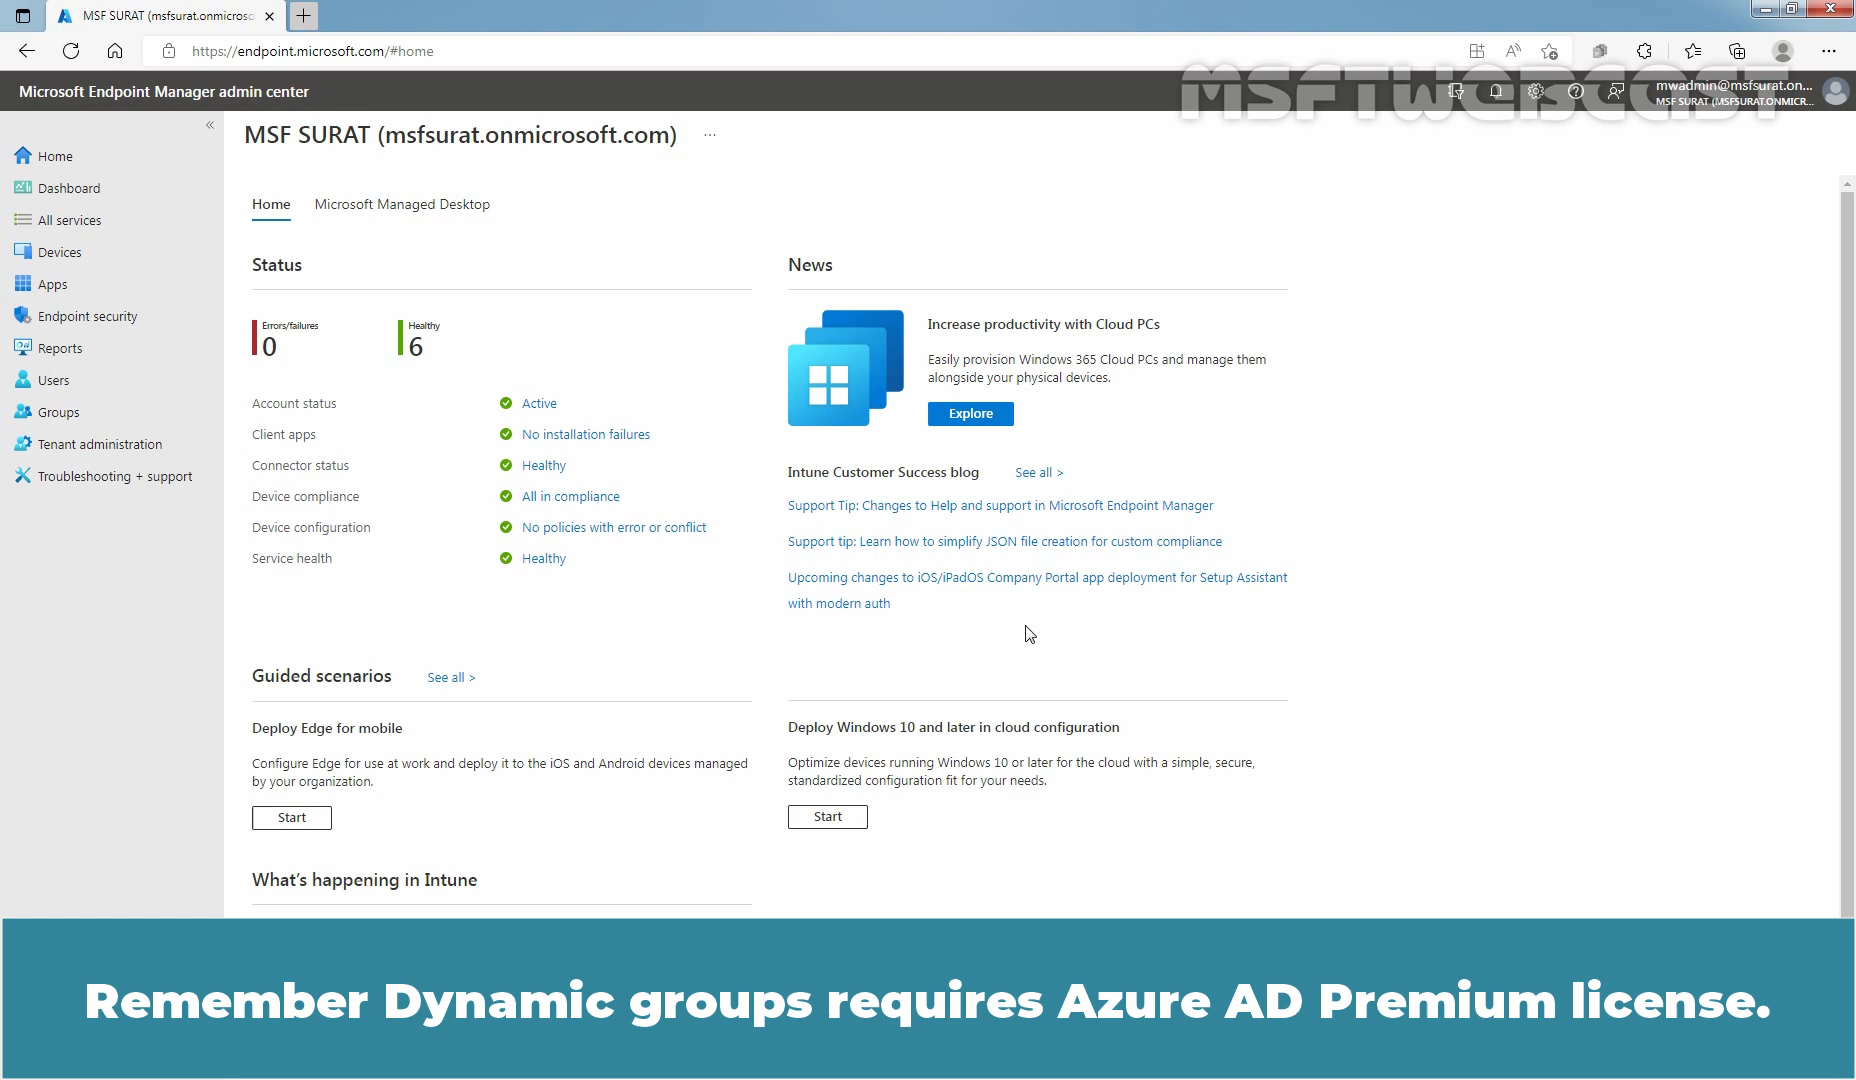 MSF SURAT (msfsurat.onmicroso
https://endpoint.microsoft.com/#home
MSFTWEBCAST
Microsoft Endpoint Manager admin center
mwadmin@msfsurat.on...
MSF SURAT (MSFSURAT.ONMICR...
MSF SURAT (msfsurat.onmicrosoft.com)
Home
Dashboard
All services
Devices
Apps
Endpoint security
Reports
Users
Groups
Tenant administration
Troubleshooting + support
Home
Microsoft Managed Desktop
Status
Errors/failures
0
Healthy
6
Account status
Active
Client apps
No installation failures
Connector status
Healthy
Device compliance
All in compliance
Device configuration
No policies with error or conflict
Service health
Healthy
News
Increase productivity with Cloud PCs
Easily provision Windows 365 Cloud PCs and manage them
alongside your physical devices.
Explore
Intune Customer Success blog
See all >
Support Tip: Changes to Help and support in Microsoft Endpoint Manager
Support tip: Learn how to simplify JSON file creation for custom compliance
Upcoming changes to iOS/iPadOS Company Portal app deployment for Setup Assistant
with modern auth
Guided scenarios
See all >
Deploy Edge for mobile
Configure Edge for use at work and deploy it to the iOS and Android devices managed
by your organization.
Start
Deploy Windows 10 and later in cloud configuration
Optimize devices running Windows 10 or later for the cloud with a simple, secure,
standardized configuration fit for your needs.
Start
What's happening in Intune
Remember Dynamic groups requires Azure AD Premium license.